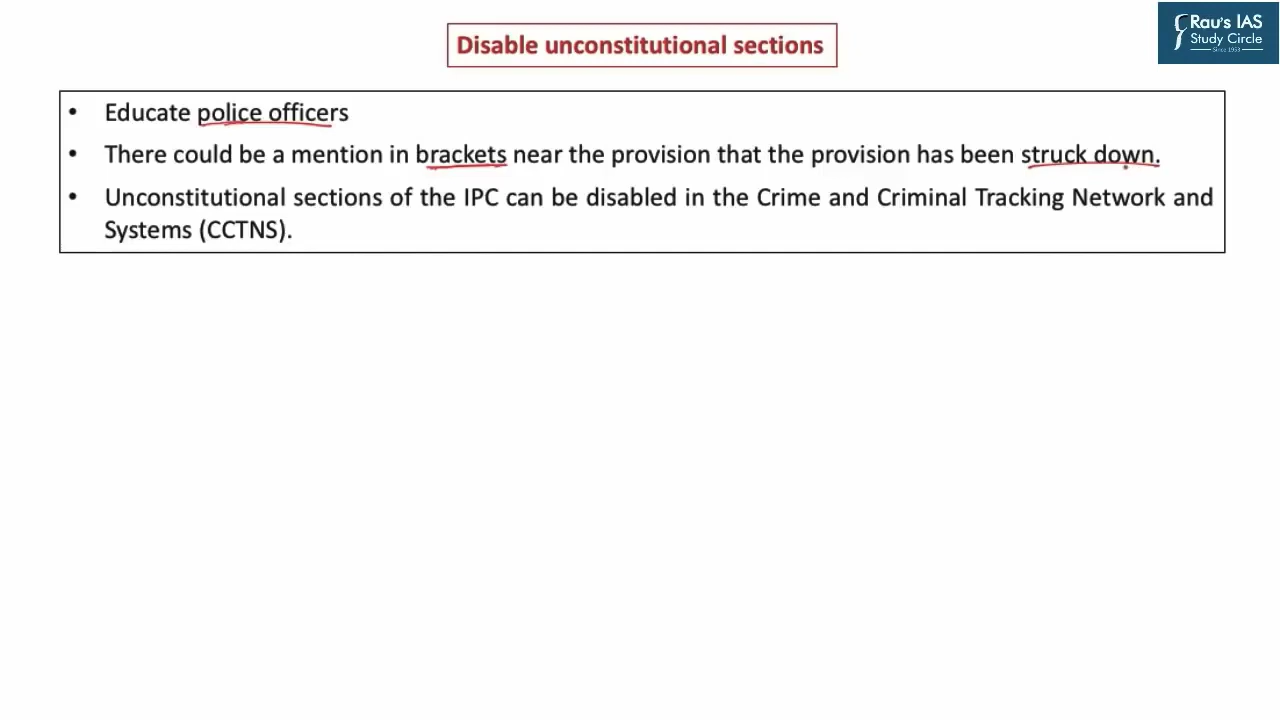 Rau's IAS
Study Circle
Since 1953
Disable unconstitutional sections
• Educate police officers
• There could be a mention in brackets near the provision that the provision has been struck down.
• Unconstitutional sections of the IPC can be disabled in the Crime and Criminal Tracking Network and
Systems (CCTNS).